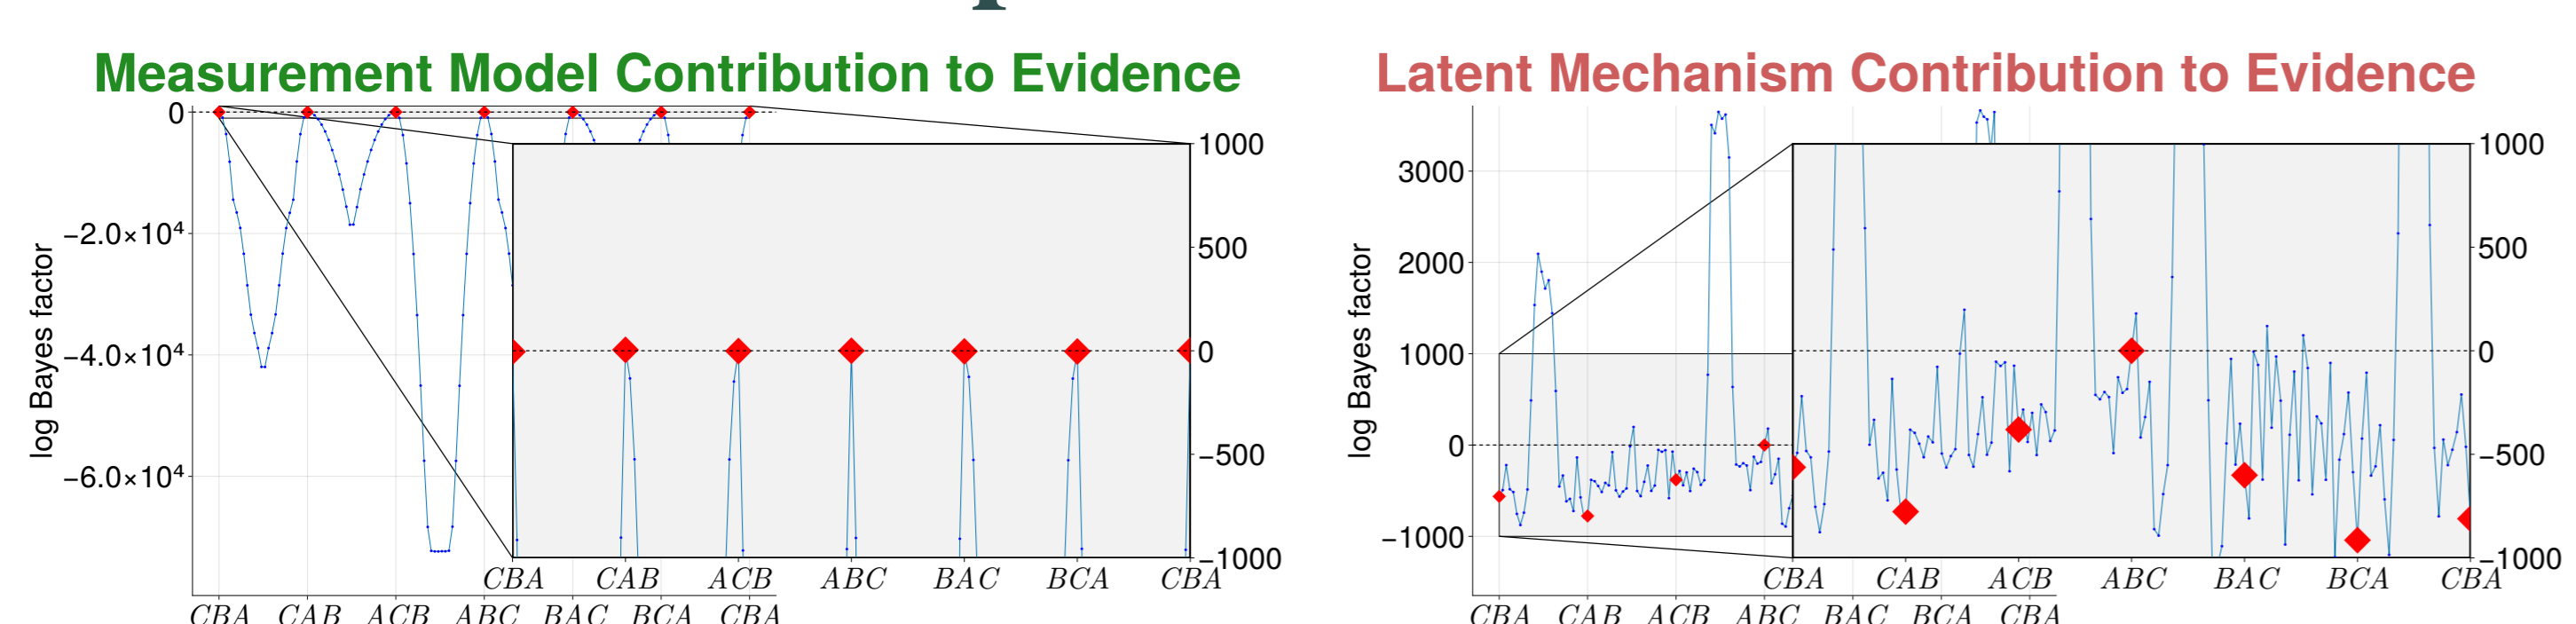 Measurement Model Contribution to Evidence
0
−2.0×10⁴
−4.0×10⁴
−6.0×10⁴
log Bayes factor
1000
500
0
−500
−1000
CBA CAB ACB ABC BAC BCA CBA
CBA CAB ACB ABC BAC BCA CBA
Latent Mechanism Contribution to Evidence
3000
2000
1000
0
−1000
log Bayes factor
1000
500
0
−500
−1000
CBA CAB ACB ABC BAC BCA CBA
CBA CAB ACB ABC BAC BCA CBA